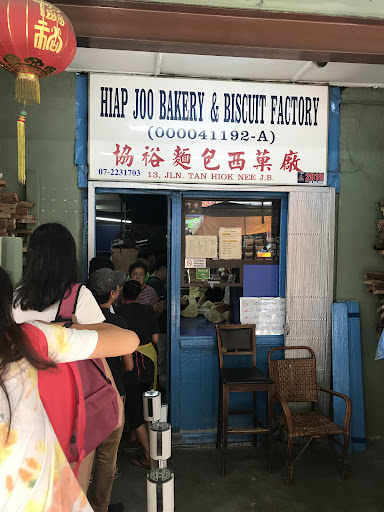 HIAP JOO BAKERY & BISCUIT FACTORY
(000041192-A)
協裕麵包西菓廠
07-2231703 13, JLN. TAN HIOK NEE J.B.